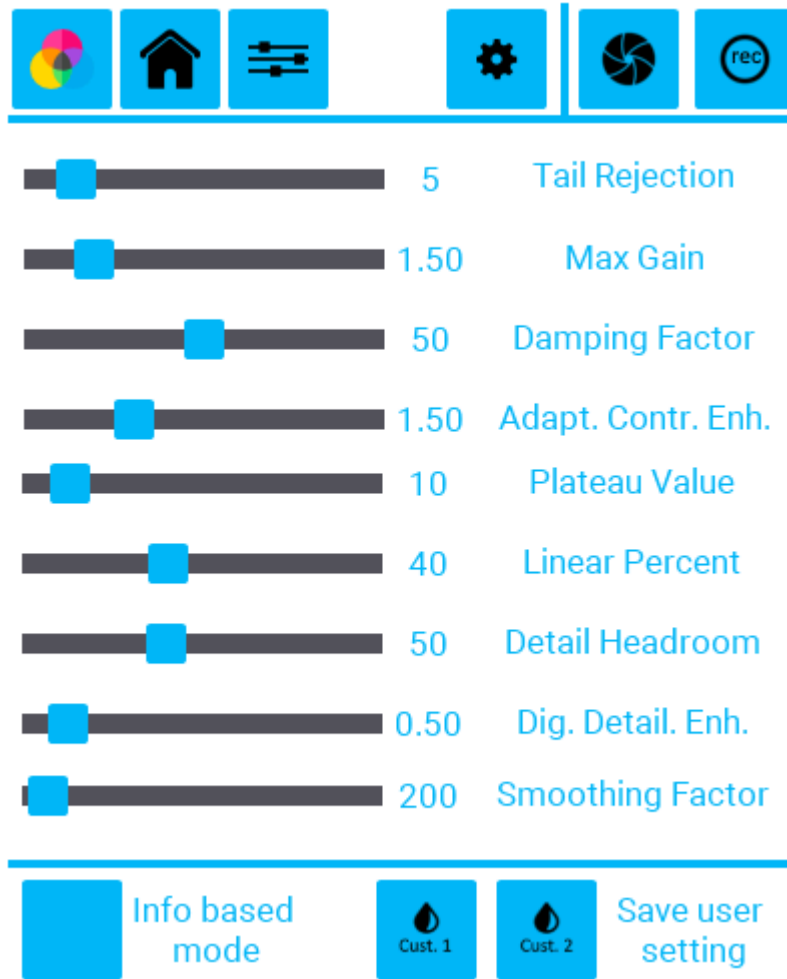 rec
5 Tail Rejection
1.50 Max Gain
50 Damping Factor
1.50 Adapt. Contr. Enh.
10 Plateau Value
40 Linear Percent
50 Detail Headroom
0.50 Dig. Detail. Enh.
200 Smoothing Factor
Info based
mode
Cust. 1
Cust. 2
Save user
setting